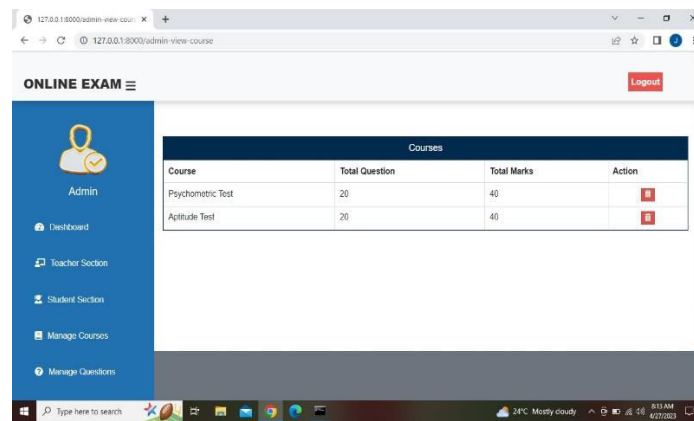 127.0.0.1:8000/admin-view-cour
127.0.0.1:8000/admin-view-course
ONLINE EXAM
Logout
Admin
Dashboard
Teacher Section
Student Section
Manage Courses
Manage Questions
Courses
Course Total Question Total Marks Action
Psychometric Test 20 40
Aptitude Test 20 40
Type here to search
24°C Mostly cloudy
8:13 AM
4/27/2023